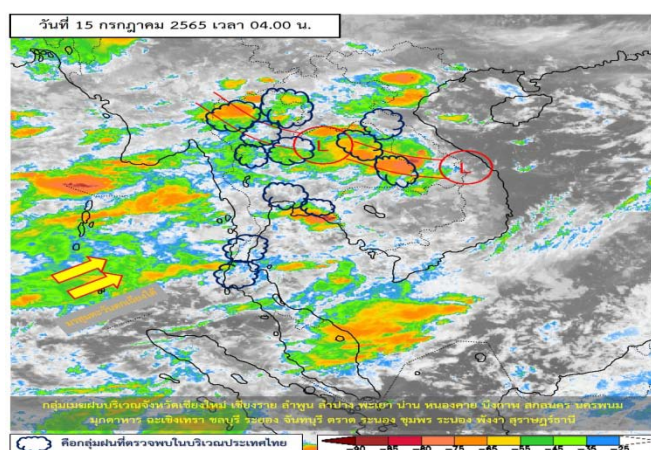 วันที่ 15 กรกฎาคม 2565 เวลา 04.00 น.
L
L
กลุ่มเมฆฝนบริเวณจังหวัดเชียงใหม่ เชียงราย ลำพูน ลำปาง พะเยา น่าน หนองคาย บึงกาฬ สกลนคร นครพนม
มุกดาหาร ฉะเชิงเทรา ชลบุรี ระยอง จันทบุรี ตราด ระนอง ชุมพร ระนอง พังงา สุราษฎร์ธานี
คือกลุ่มฝนที่ตรวจพบในบริเวณประเทศไทย
-90 -85 -80 -75 -60 -45 -35 -25